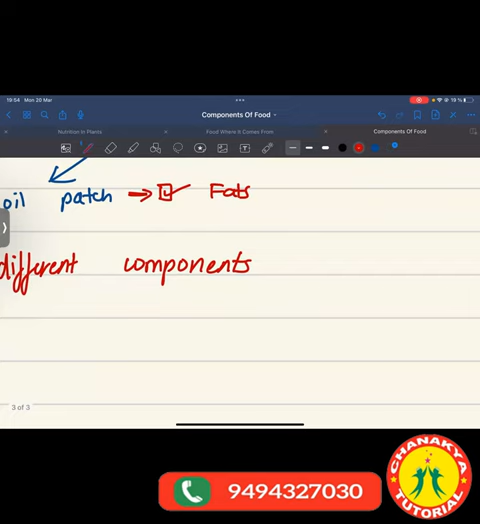 19:04 Mon 20 Mar
19 %
Components Of Food
Nutrition In Plants
Food Where It Comes From
Components Of Food
oil patch → Fats
different components
3 of 3
9494327030
CHANAKYA
TUTORIAL